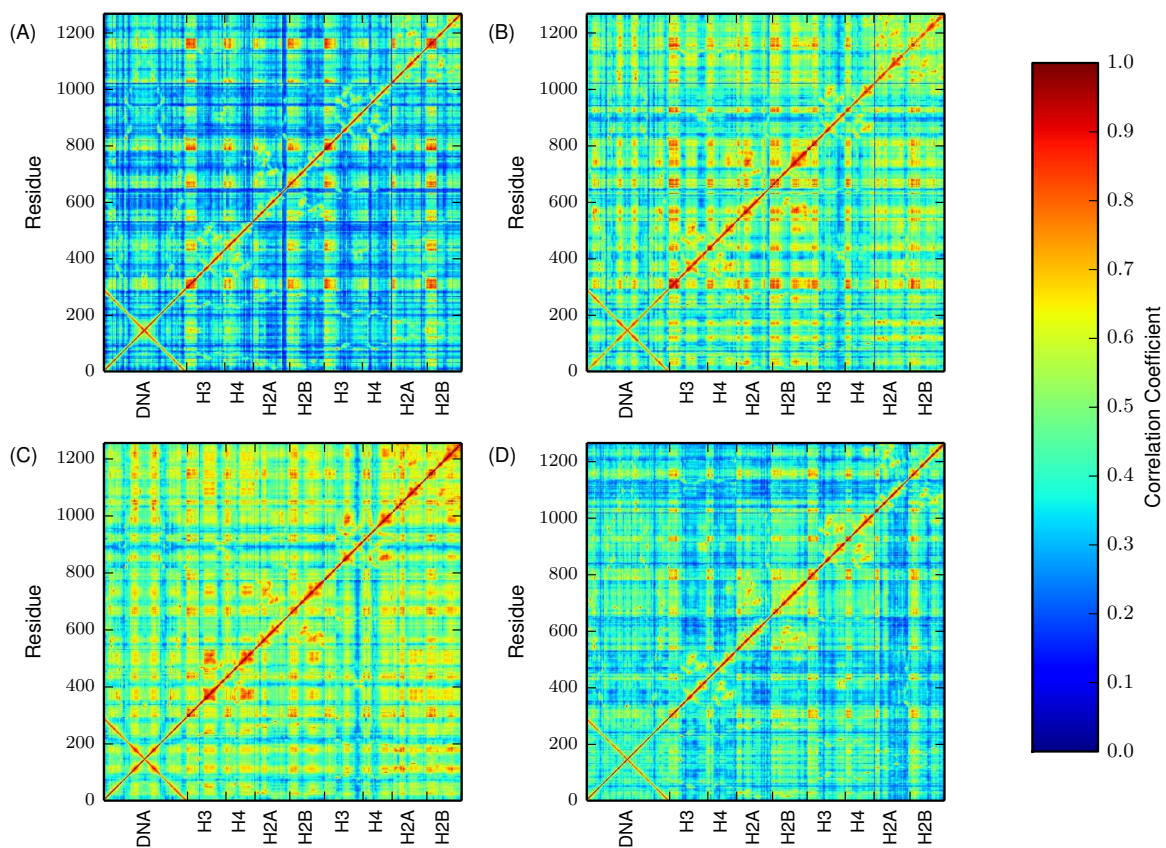 (A)
1200
1000
800
600
400
200
0
Residue
DNA
H3
H4
H2A
H2B
H3
H4
H2A
H2B
(B)
1200
1000
800
600
400
200
0
Residue
DNA
H3
H4
H2A
H2B
H3
H4
H2A
H2B
(C)
1200
1000
800
600
400
200
0
Residue
DNA
H3
H4
H2A
H2B
H3
H4
H2A
H2B
(D)
1200
1000
800
600
400
200
0
Residue
DNA
H3
H4
H2A
H2B
H3
H4
H2A
H2B
1.0
0.9
0.8
0.7
0.6
0.5
0.4
0.3
0.2
0.1
0.0
Correlation Coefficient